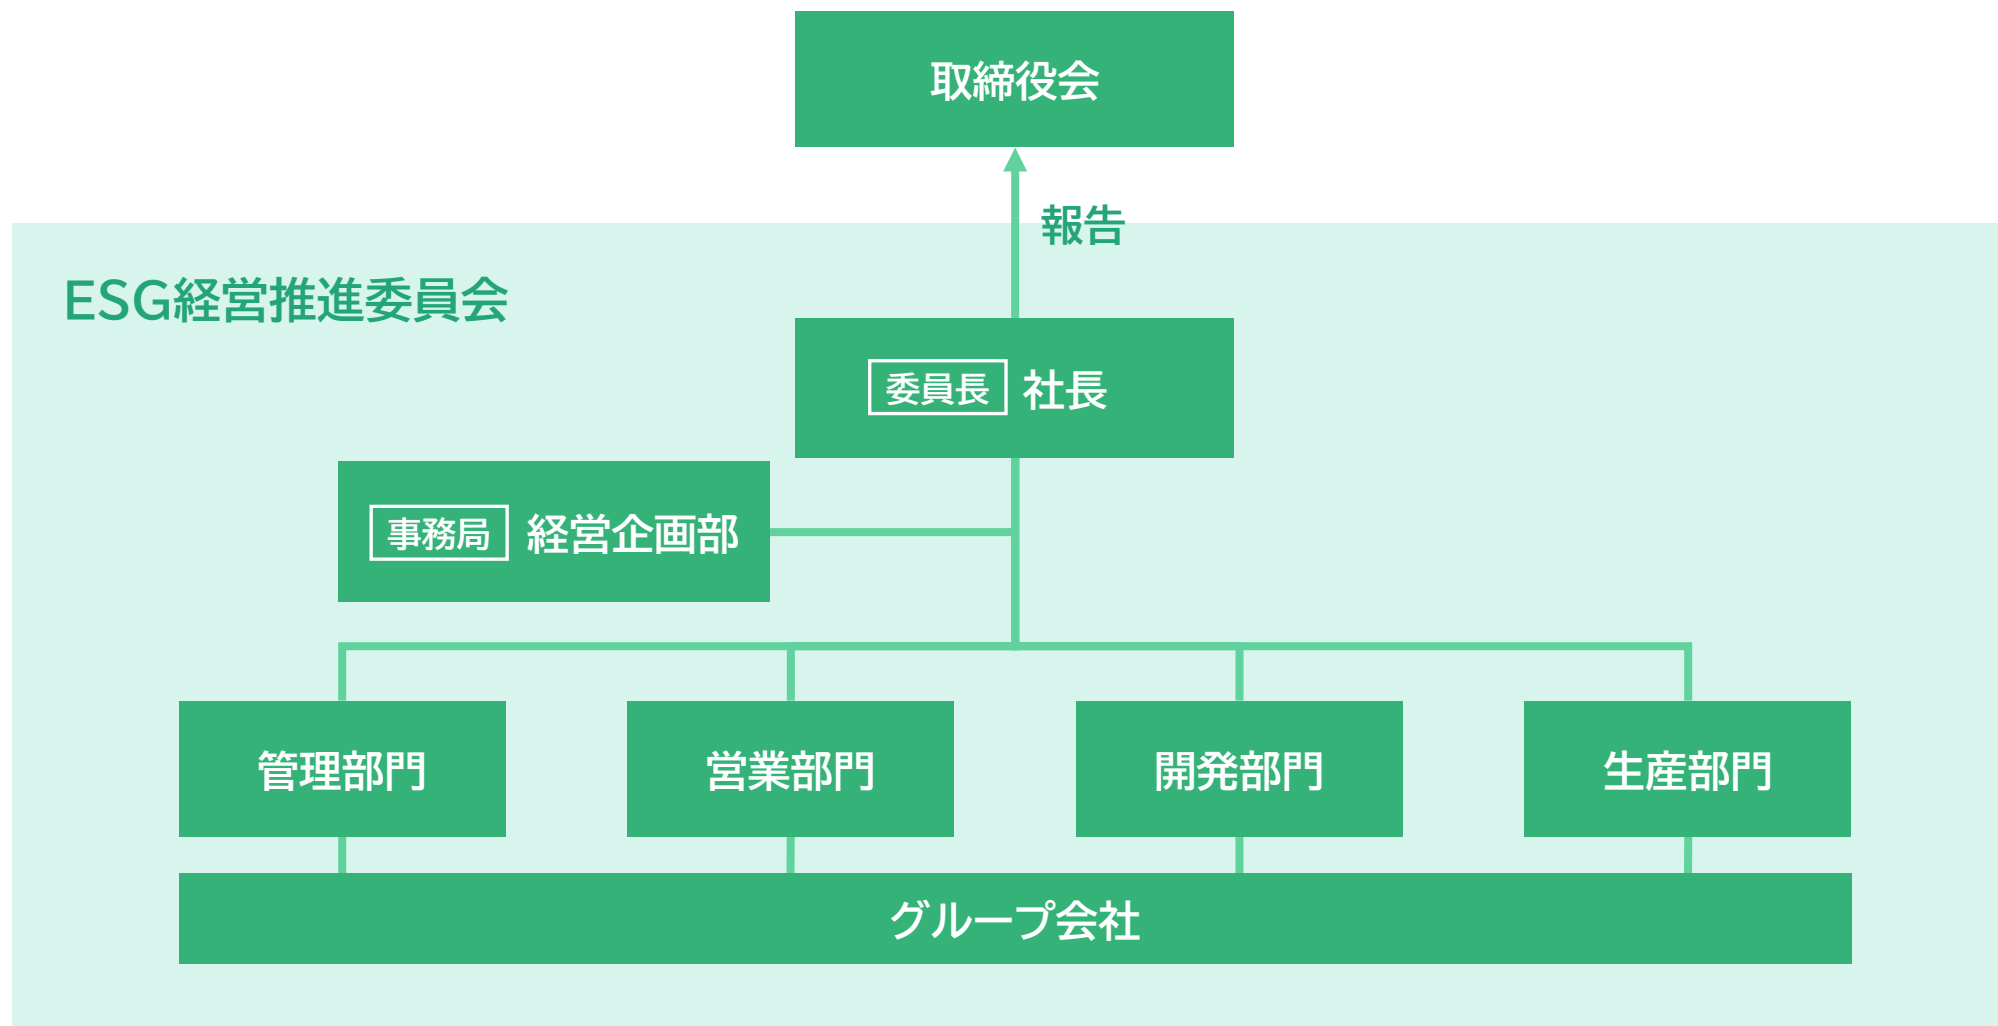 取締役会
報告
ESG経営推進委員会
委員長 社長
事務局 経営企画部
管理部門
営業部門
開発部門
生産部門
グループ会社